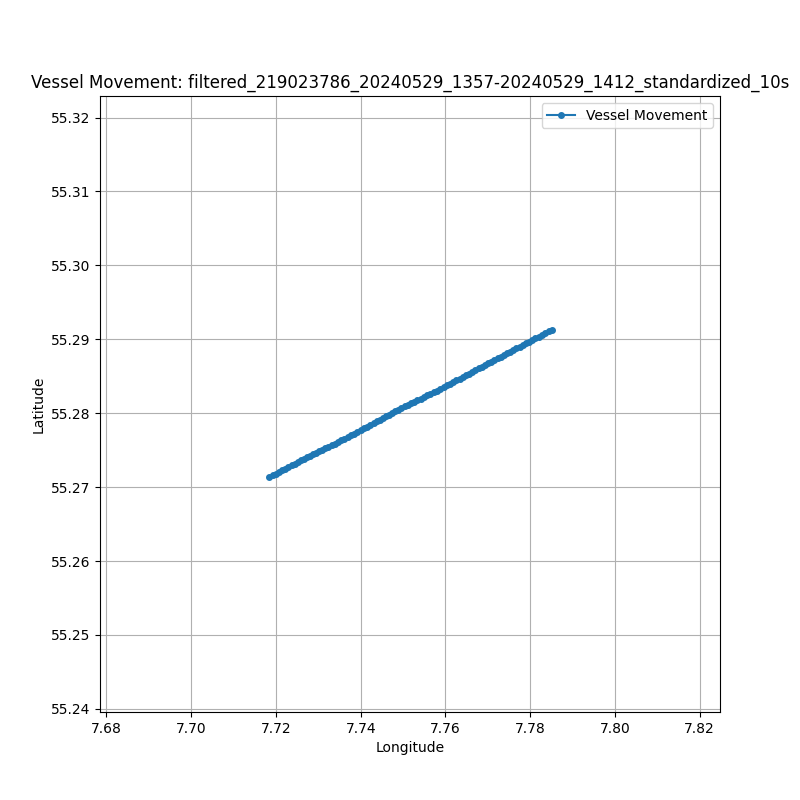 Vessel Movement: filtered_219023786_20240529_1357-20240529_1412_standardized_10s
Vessel Movement
55.32
55.31
55.30
55.29
55.28
55.27
55.26
55.25
55.24
Latitude
7.68 7.70 7.72 7.74 7.76 7.78 7.80 7.82
Longitude